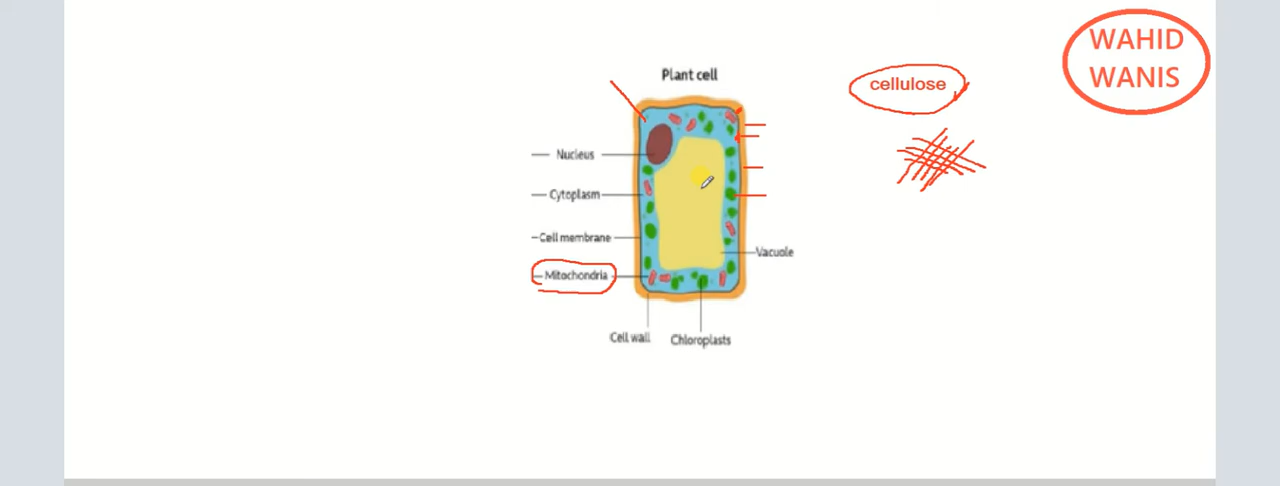 WAHID
WANIS
Plant cell
cellulose
Nucleus
Cytoplasm
Cell membrane
Vacuole
Mitochondria
Cell wall
Chloroplasts